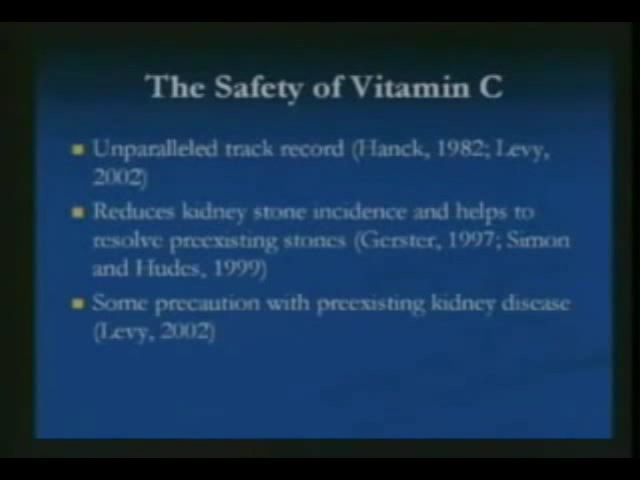 The Safety of Vitamin C
Unparalleled track record (Hanck, 1982; Levy,
2002)
Reduces kidney stone incidence and helps to
resolve preexisting stones (Gerster, 1997; Simon
and Hudes, 1999)
Some precaution with preexisting kidney disease
(Levy, 2002)